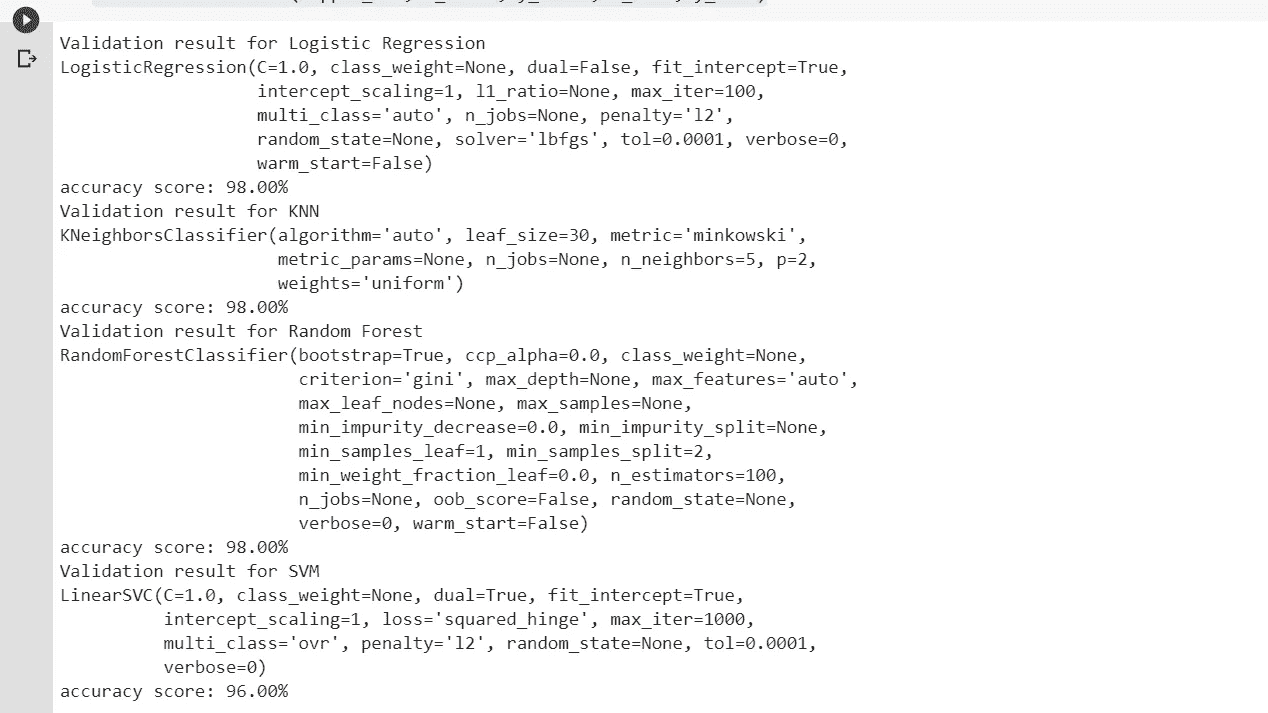 Validation result for Logistic Regression
LogisticRegression(C=1.0, class_weight=None, dual=False, fit_intercept=True,
intercept_scaling=1, l1_ratio=None, max_iter=100,
multi_class='auto', n_jobs=None, penalty='l2',
random_state=None, solver='lbfgs', tol=0.0001, verbose=0,
warm_start=False)
accuracy score: 98.00%
Validation result for KNN
KNeighborsClassifier(algorithm='auto', leaf_size=30, metric='minkowski',
metric_params=None, n_jobs=None, n_neighbors=5, p=2,
weights='uniform')
accuracy score: 98.00%
Validation result for Random Forest
RandomForestClassifier(bootstrap=True, ccp_alpha=0.0, class_weight=None,
criterion='gini', max_depth=None, max_features='auto',
max_leaf_nodes=None, max_samples=None,
min_impurity_decrease=0.0, min_impurity_split=None,
min_samples_leaf=1, min_samples_split=2,
min_weight_fraction_leaf=0.0, n_estimators=100,
n_jobs=None, oob_score=False, random_state=None,
verbose=0, warm_start=False)
accuracy score: 98.00%
Validation result for SVM
LinearSVC(C=1.0, class_weight=None, dual=True, fit_intercept=True,
intercept_scaling=1, loss='squared_hinge', max_iter=1000,
multi_class='ovr', penalty='l2', random_state=None, tol=0.0001,
verbose=0)
accuracy score: 96.00%